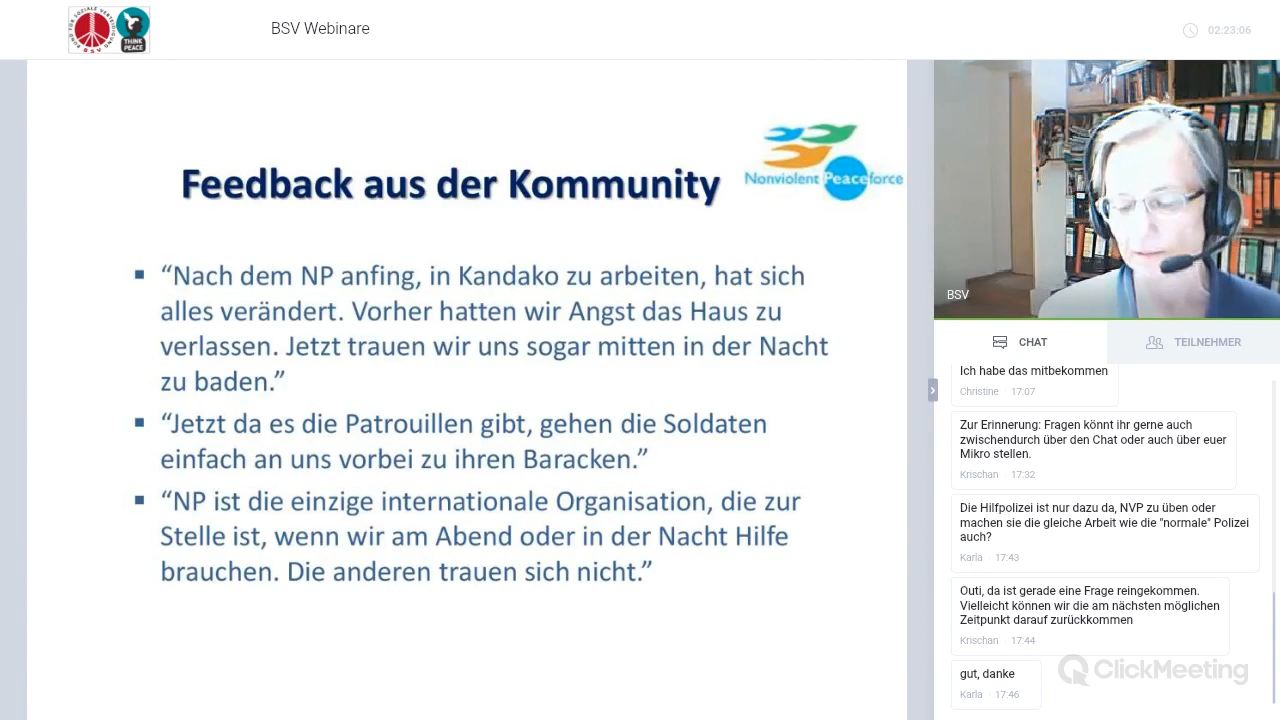 BSV Webinare
02:23:06
BUND FÜR SOZIALE VERTEIDIGUNG
BSV
THINK
PEACE
Feedback aus der Kommunity
Nonviolent Peaceforce
▪ “Nach dem NP anfing, in Kandako zu arbeiten, hat sich
alles verändert. Vorher hatten wir Angst das Haus zu
verlassen. Jetzt trauen wir uns sogar mitten in der Nacht
zu baden.”
▪ “Jetzt da es die Patrouillen gibt, gehen die Soldaten
einfach an uns vorbei zu ihren Baracken.”
▪ “NP ist die einzige internationale Organisation, die zur
Stelle ist, wenn wir am Abend oder in der Nacht Hilfe
brauchen. Die anderen trauen sich nicht.”
BSV
CHAT
TEILNEHMER
Ich habe das mitbekommen
Christine · 17:07
Zur Erinnerung: Fragen könnt ihr gerne auch
zwischendurch über den Chat oder auch über euer
Mikro stellen.
Krischan · 17:32
Die Hilfpolizei ist nur dazu da, NVP zu üben oder
machen sie die gleiche Arbeit wie die "normale" Polizei
auch?
Karla · 17:43
Outi, da ist gerade eine Frage reingekommen.
Vielleicht können wir die am nächsten möglichen
Zeitpunkt darauf zurückkommen
Krischan · 17:44
gut, danke
Karla · 17:46
ClickMeeting